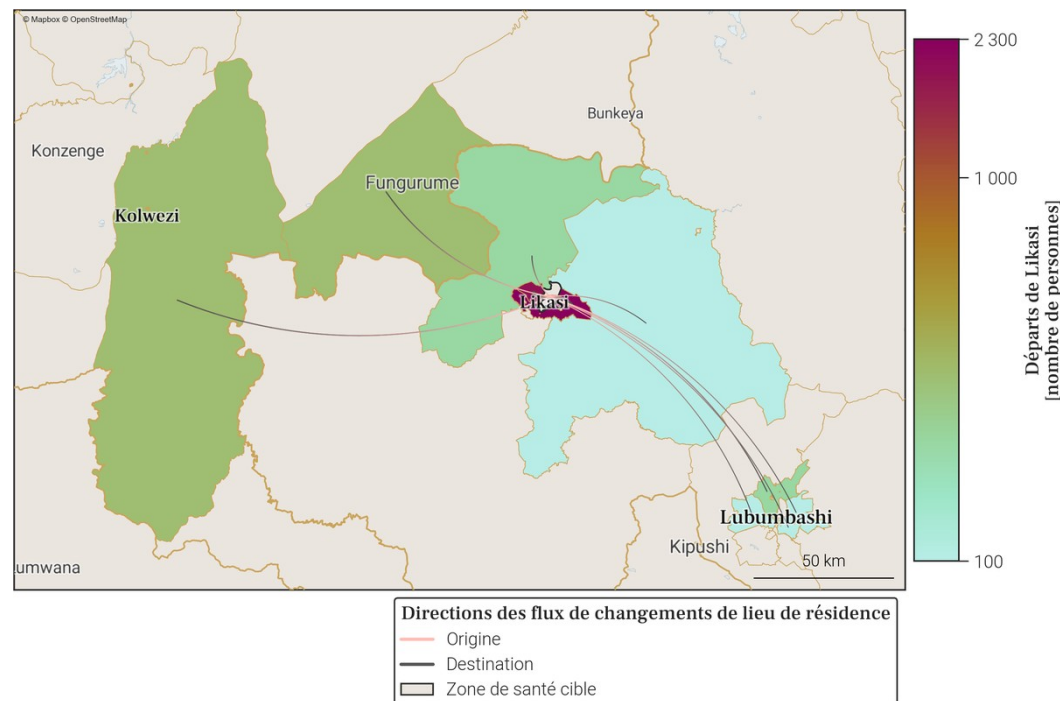 © Mapbox © OpenStreetMap
2 300
Bunkeya
Konzenge
1 000
Fungurume
Kolwezi
Départs de Likasi
[nombre de personnes]
Likasi
Lubumbashi
Kipushi
50 km
100
umwana
Directions des flux de changements de lieu de résidence
Origine
Destination
Zone de santé cible